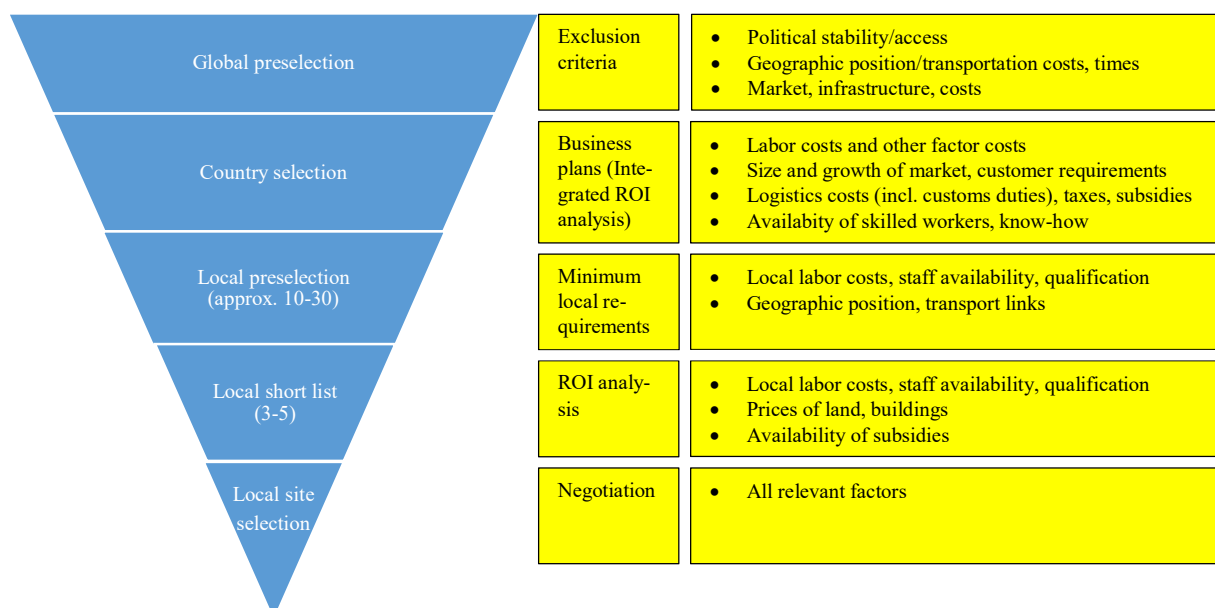 Global preselection
Exclusion
criteria
• Political stability/access
• Geographic position/transportation costs, times
• Market, infrastructure, costs
Country selection
Business
plans (Inte-
grated ROI
analysis)
• Labor costs and other factor costs
• Size and growth of market, customer requirements
• Logistics costs (incl. customs duties), taxes, subsidies
• Availabity of skilled workers, know-how
Local preselection
(approx. 10-30)
Minimum
local re-
quirements
• Local labor costs, staff availability, qualification
• Geographic position, transport links
Local short list
(3-5)
ROI analy-
sis
• Local labor costs, staff availability, qualification
• Prices of land, buildings
• Availability of subsidies
Local site
selection
Negotiation
• All relevant factors